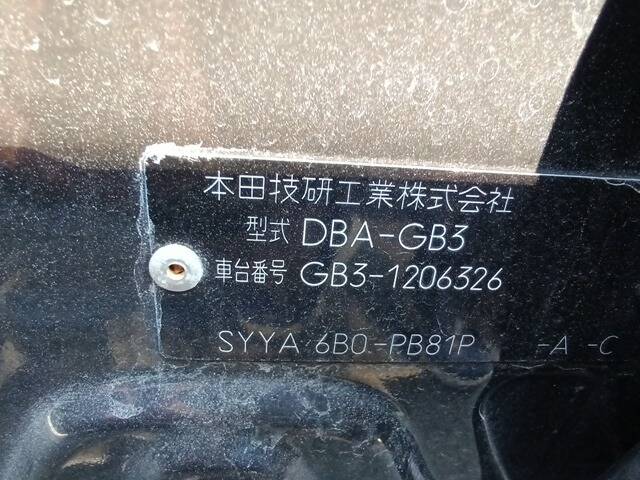 本田技研工業株式会社
型式 DBA-GB3
車台番号 GB3-1206326
SYYA 6B0-PB81P -A -C